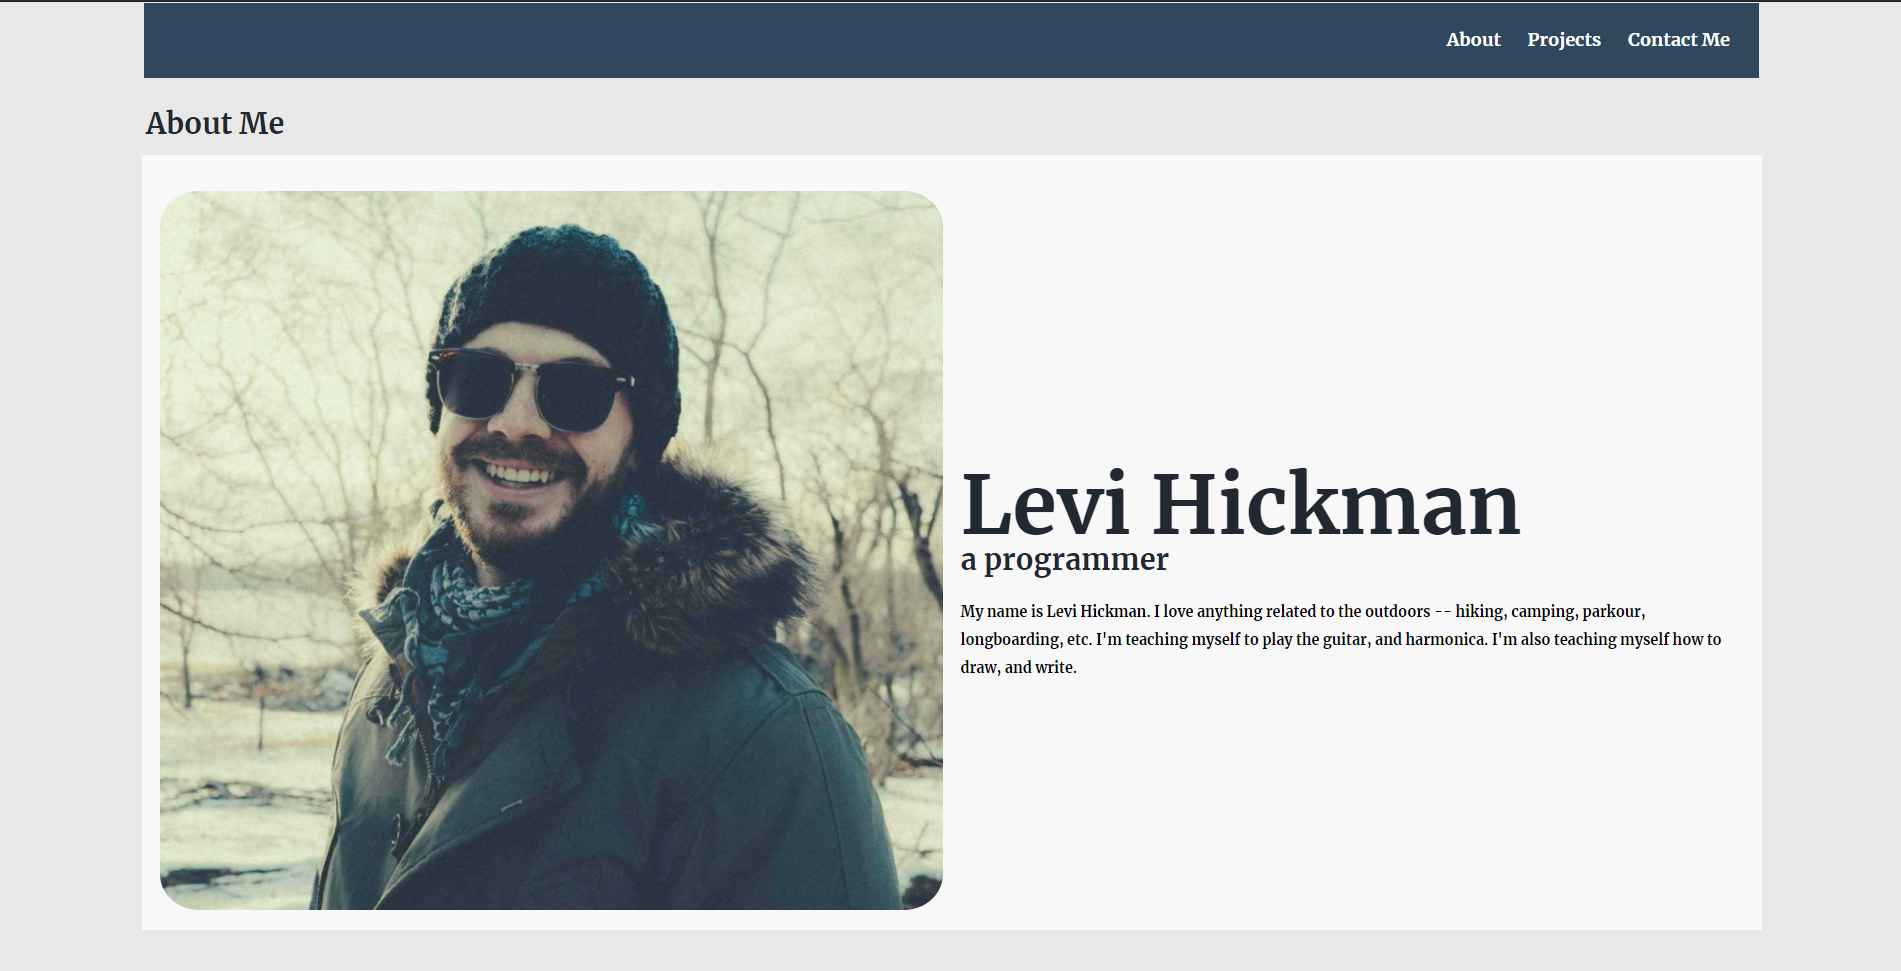 About Projects Contact Me
About Me
Levi Hickman
a programmer
My name is Levi Hickman. I love anything related to the outdoors -- hiking, camping, parkour,
longboarding, etc. I'm teaching myself to play the guitar, and harmonica. I'm also teaching myself how to
draw, and write.